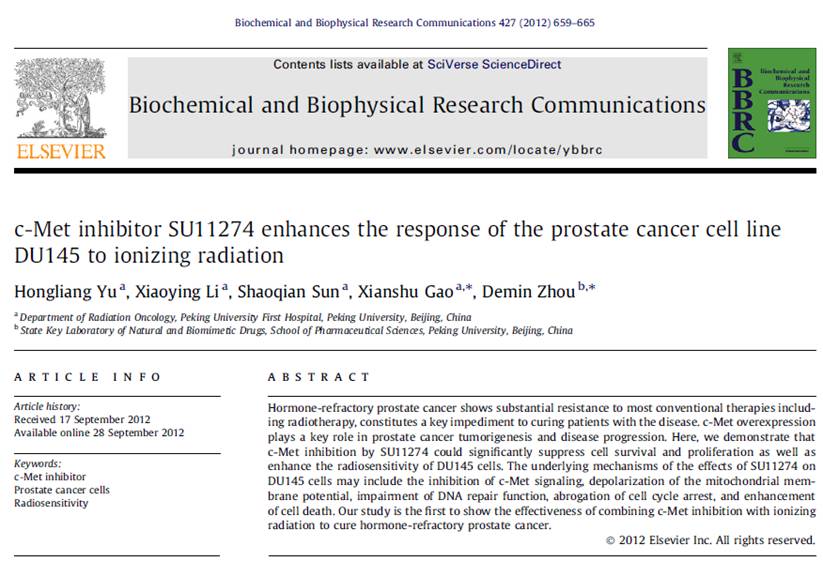 Biochemical and Biophysical Research Communications 427 (2012) 659–665
Contents lists available at SciVerse ScienceDirect
Biochemical and Biophysical Research Communications
journal homepage: www.elsevier.com/locate/ybbrc
ELSEVIER
BBRC
Biochemical and
Biophysical
Research
Communications
c-Met inhibitor SU11274 enhances the response of the prostate cancer cell line
DU145 to ionizing radiation
Hongliang Yu a, Xiaoying Li a, Shaoqian Sun a, Xianshu Gao a,*, Demin Zhou b,*
a Department of Radiation Oncology, Peking University First Hospital, Peking University, Beijing, China
b State Key Laboratory of Natural and Biomimetic Drugs, School of Pharmaceutical Sciences, Peking University, Beijing, China
ARTICLE INFO
Article history:
Received 17 September 2012
Available online 28 September 2012
Keywords:
c-Met inhibitor
Prostate cancer cells
Radiosensitivity
ABSTRACT
Hormone-refractory prostate cancer shows substantial resistance to most conventional therapies includ-
ing radiotherapy, constitutes a key impediment to curing patients with the disease. c-Met overexpression
plays a key role in prostate cancer tumorigenesis and disease progression. Here, we demonstrate that
c-Met inhibition by SU11274 could significantly suppress cell survival and proliferation as well as
enhance the radiosensitivity of DU145 cells. The underlying mechanisms of the effects of SU11274 on
DU145 cells may include the inhibition of c-Met signaling, depolarization of the mitochondrial mem-
brane potential, impairment of DNA repair function, abrogation of cell cycle arrest, and enhancement
of cell death. Our study is the first to show the effectiveness of combining c-Met inhibition with ionizing
radiation to cure hormone-refractory prostate cancer.
© 2012 Elsevier Inc. All rights reserved.